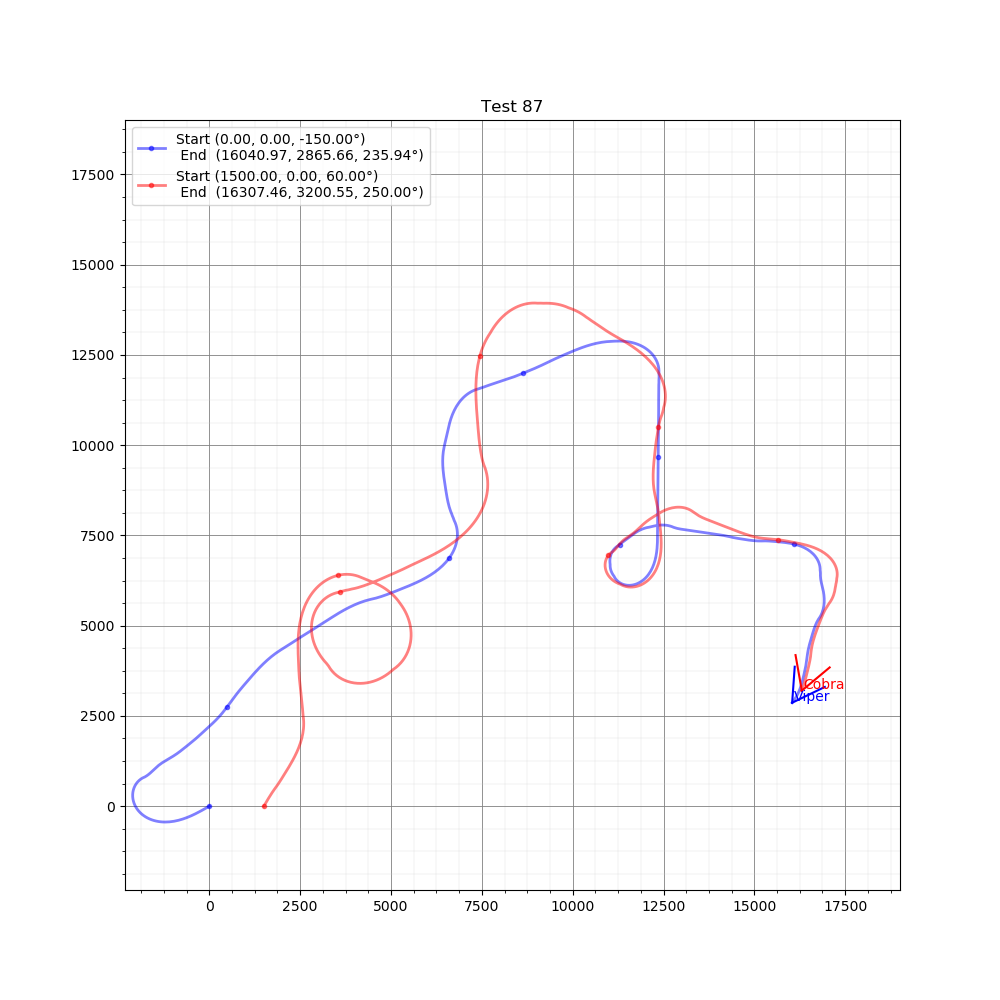 Test 87
Start (0.00, 0.00, -150.00°)
End  (16040.97, 2865.66, 235.94°)
Start (1500.00, 0.00, 60.00°)
End  (16307.46, 3200.55, 250.00°)
17500
15000
12500
10000
7500
5000
2500
0
Cobra
Viper
0 2500 5000 7500 10000 12500 15000 17500